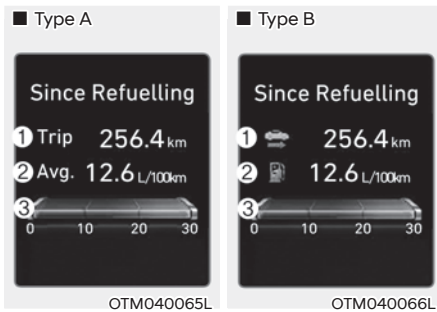 ■ Type A
Since Refuelling
① Trip 256.4 km
② Avg. 12.6 L/100km
③
0 10 20 30
OTM040065L
■ Type B
Since Refuelling
① 256.4 km
② 12.6 L/100km
③
0 10 20 30
OTM040066L